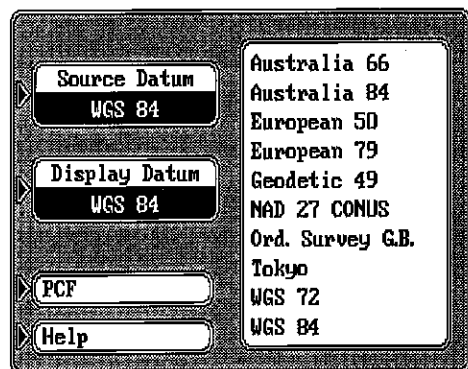 Source Datum
WGS 84
Display Datum
WGS 84
PCF
Help
Australia 66
Australia 84
European 50
European 79
Geodetic 49
NAD 27 CONUS
Ord. Survey G.B.
Tokyo
WGS 72
WGS 84